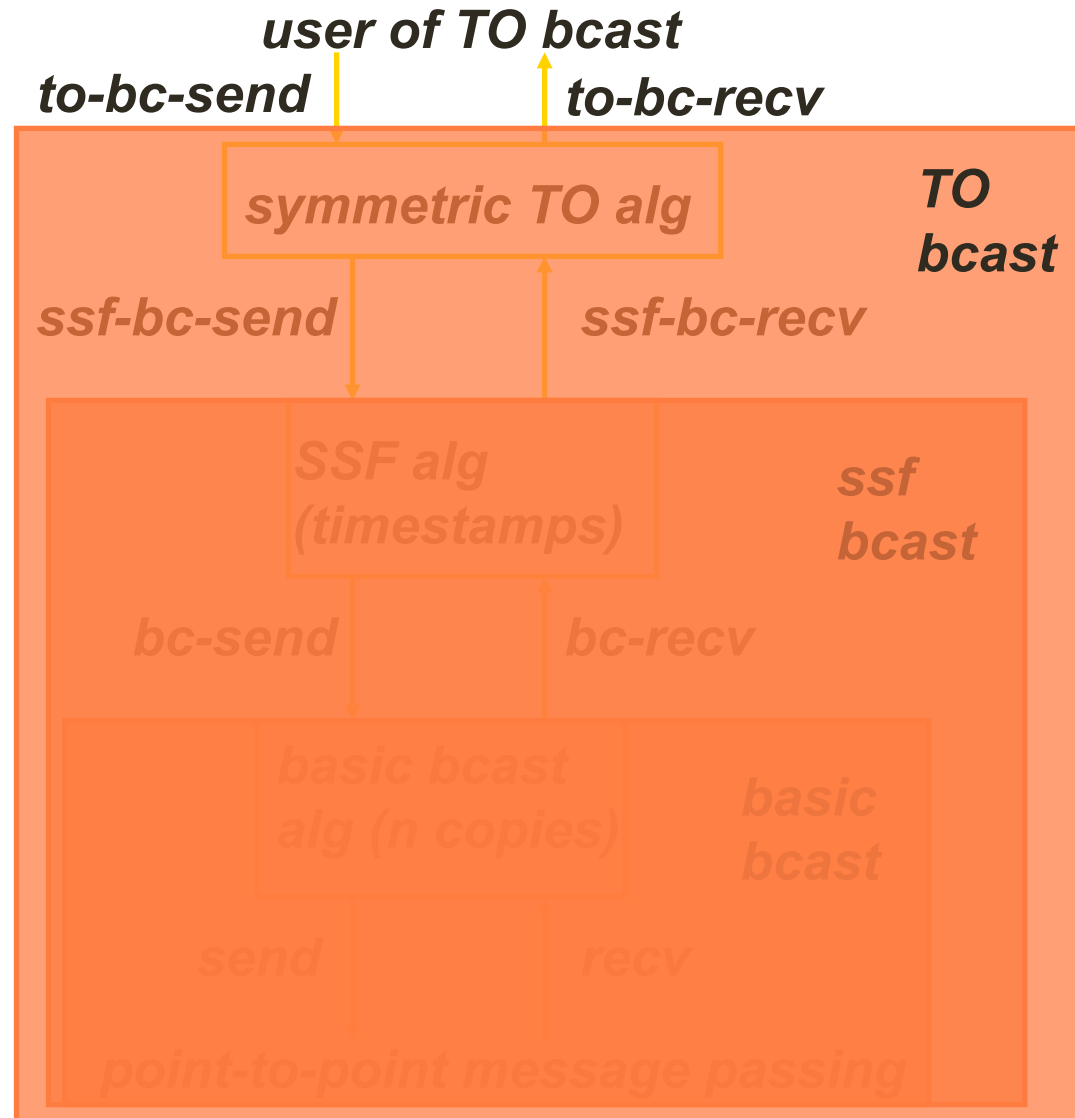 user of TO bcast
to-bc-send
to-bc-recv
symmetric TO alg
TO
bcast
ssf-bc-send
ssf-bc-recv
SSF alg
(timestamps)
ssf
bcast
bc-send
bc-recv
basic bcast
alg (n copies)
basic
bcast
send
recv
point-to-point message passing